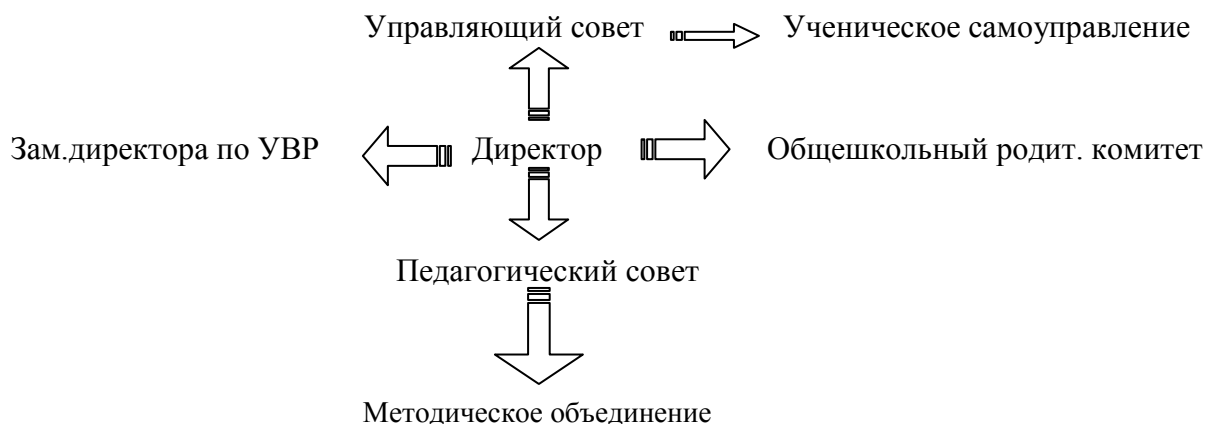 Управляющий совет Ученическое самоуправление
Зам.директора по УВР Директор Общешкольный родит. комитет
Педагогический совет
Методическое объединение